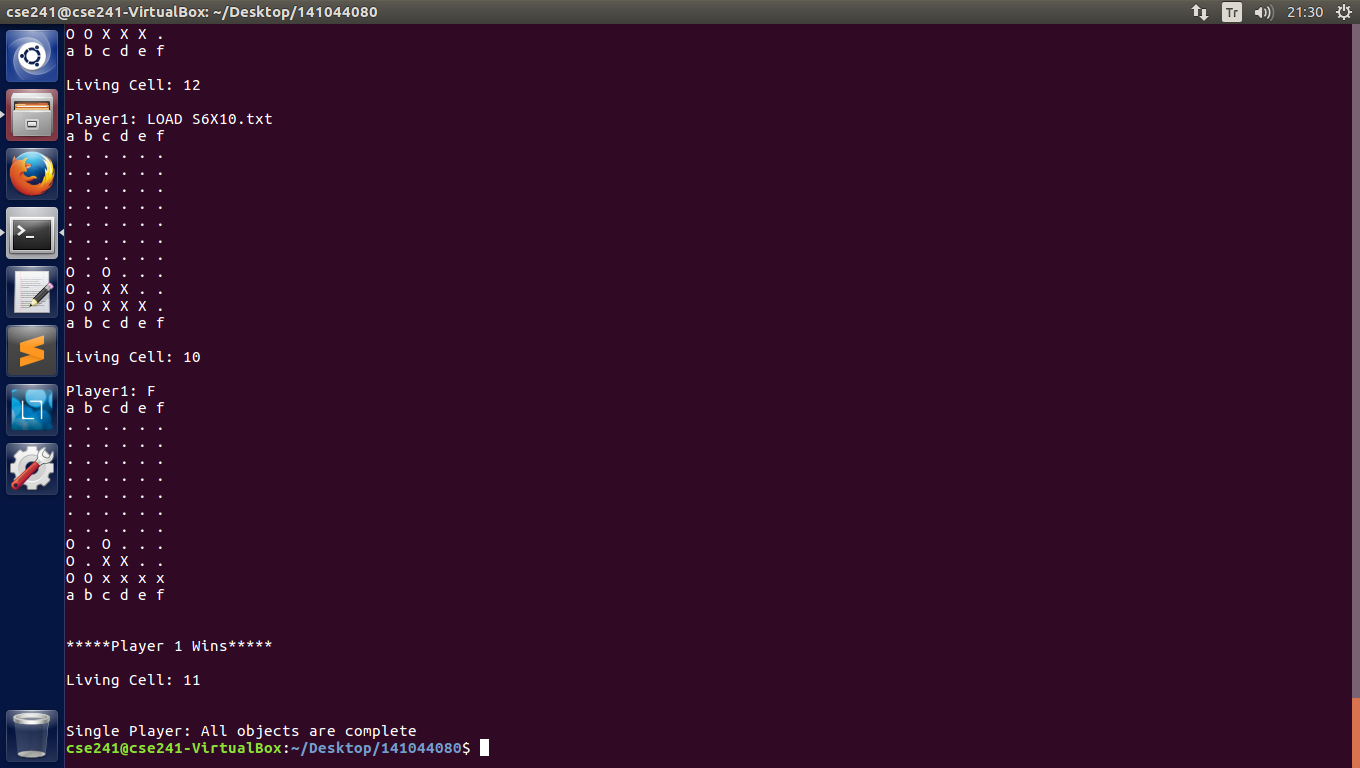 cse241@cse241-VirtualBox: ~/Desktop/141044080
Tr
21:30
O O X X X .
a b c d e f
Living Cell: 12
Player1: LOAD S6X10.txt
a b c d e f
. . . . . .
. . . . . .
. . . . . .
. . . . . .
. . . . . .
. . . . . .
. . . . . .
O . O . . .
O . X X . .
O O X X X .
a b c d e f
Living Cell: 10
Player1: F
a b c d e f
. . . . . .
. . . . . .
. . . . . .
. . . . . .
. . . . . .
. . . . . .
. . . . . .
O . O . . .
O . X X . .
O O x x x x
a b c d e f
*****Player 1 Wins*****
Living Cell: 11
Single Player: All objects are complete
cse241@cse241-VirtualBox:~/Desktop/141044080$